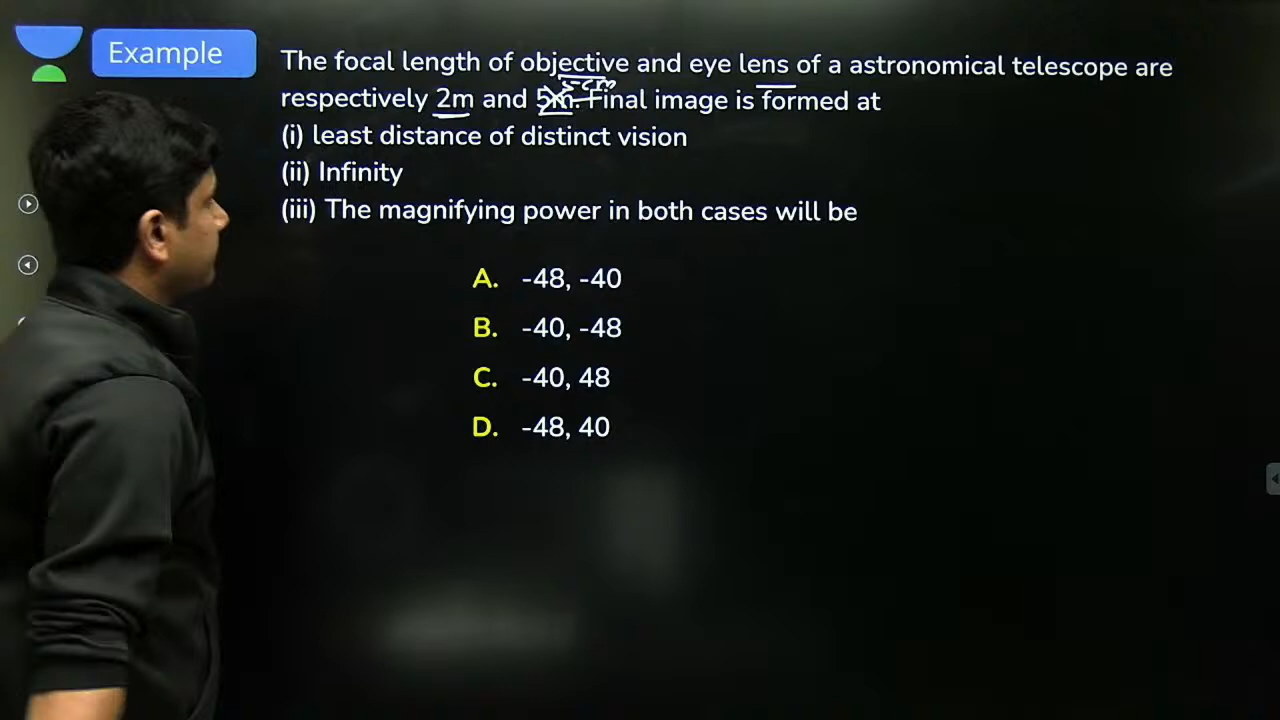 Example
The focal length of objective and eye lens of a astronomical telescope are
respectively 2m and 5m. Final image is formed at
5cm
(i) least distance of distinct vision
(ii) Infinity
(iii) The magnifying power in both cases will be
A. -48, -40
B. -40, -48
C. -40, 48
D. -48, 40